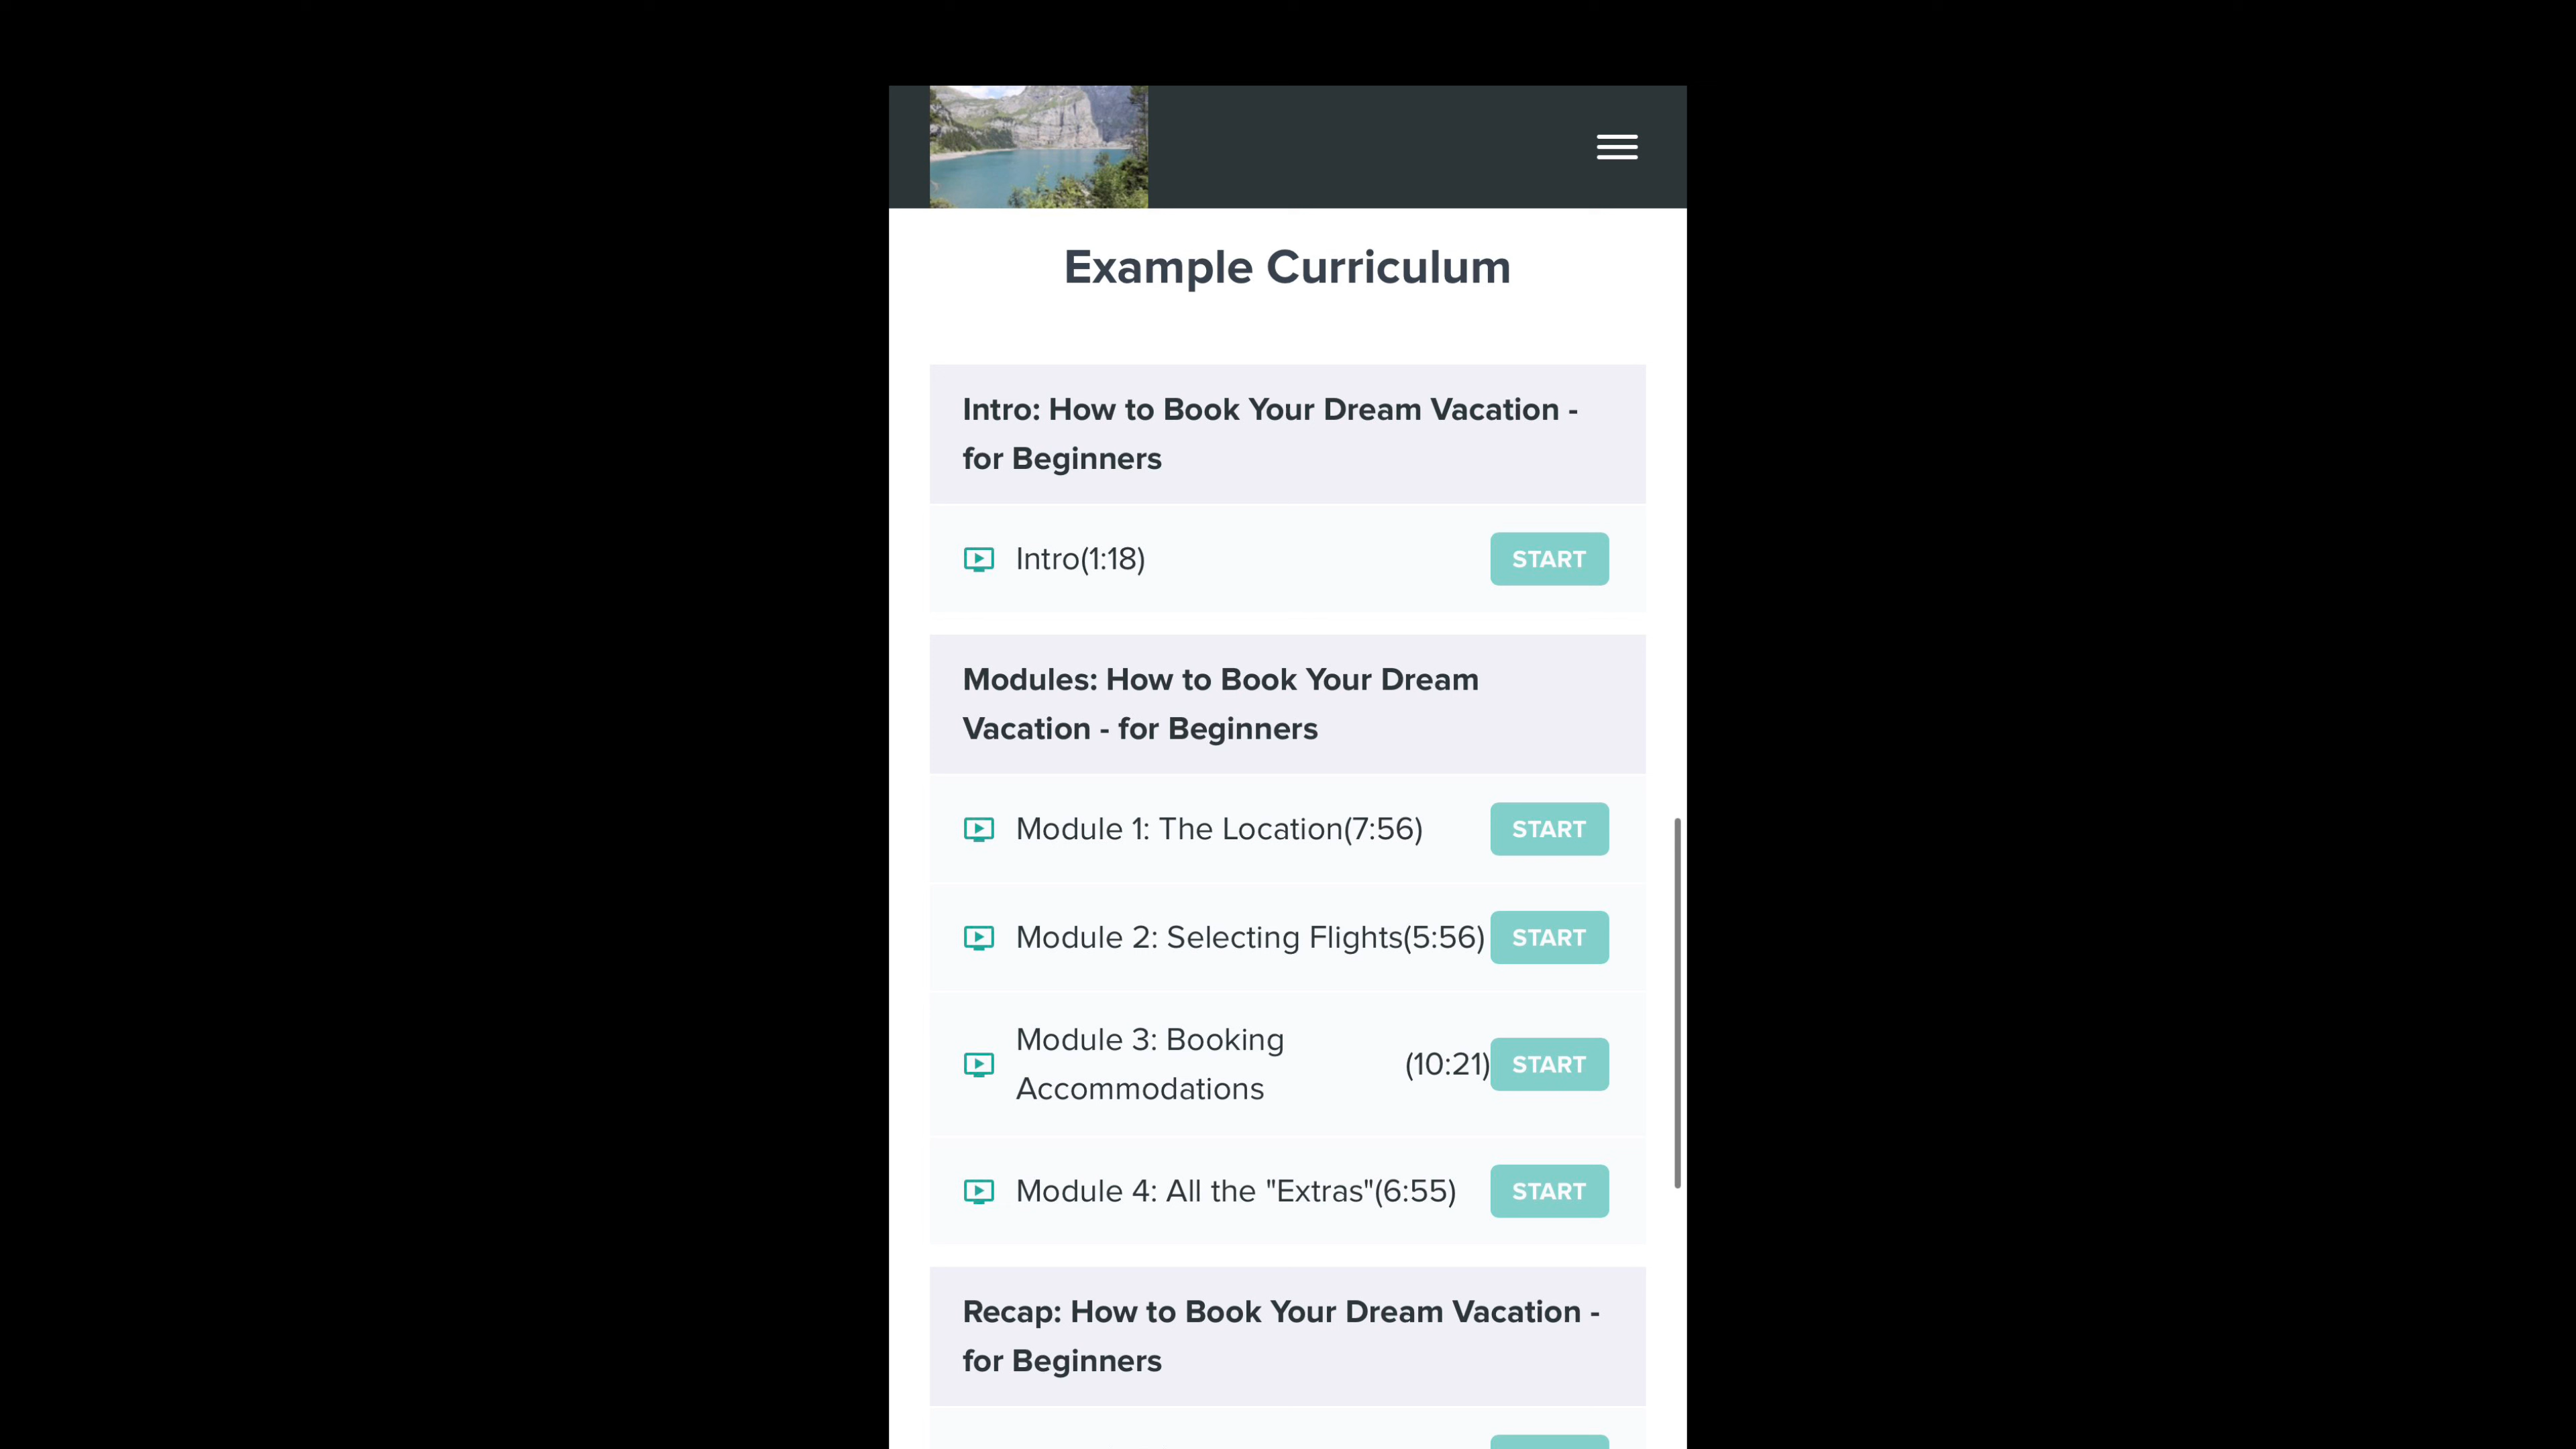 Example Curriculum
Intro: How to Book Your Dream Vacation -
for Beginners
Intro(1:18)
START
Modules: How to Book Your Dream
Vacation - for Beginners
Module 1: The Location(7:56)
START
Module 2: Selecting Flights(5:56)
START
Module 3: Booking
Accommodations
(10:21)
START
Module 4: All the "Extras"(6:55)
START
Recap: How to Book Your Dream Vacation -
for Beginners